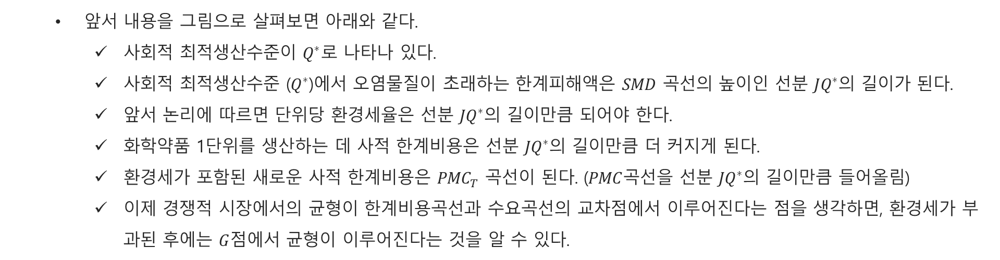 • 앞서 내용을 그림으로 살펴보면 아래와 같다.
✓ 사회적 최적생산수준이 Q*로 나타나 있다.
✓ 사회적 최적생산수준 (Q*)에서 오염물질이 초래하는 한계피해액은 SMD 곡선의 높이인 선분 JQ*의 길이가 된다.
✓ 앞서 논리에 따르면 단위당 환경세율은 선분 JQ*의 길이만큼 되어야 한다.
✓ 화학약품 1단위를 생산하는 데 사적 한계비용은 선분 JQ*의 길이만큼 더 커지게 된다.
✓ 환경세가 포함된 새로운 사적 한계비용은 PMC_T 곡선이 된다. (PMC곡선을 선분 JQ*의 길이만큼 들어올림)
✓ 이제 경쟁적 시장에서의 균형이 한계비용곡선과 수요곡선의 교차점에서 이루어진다는 점을 생각하면, 환경세가 부
과된 후에는 G점에서 균형이 이루어진다는 것을 알 수 있다.